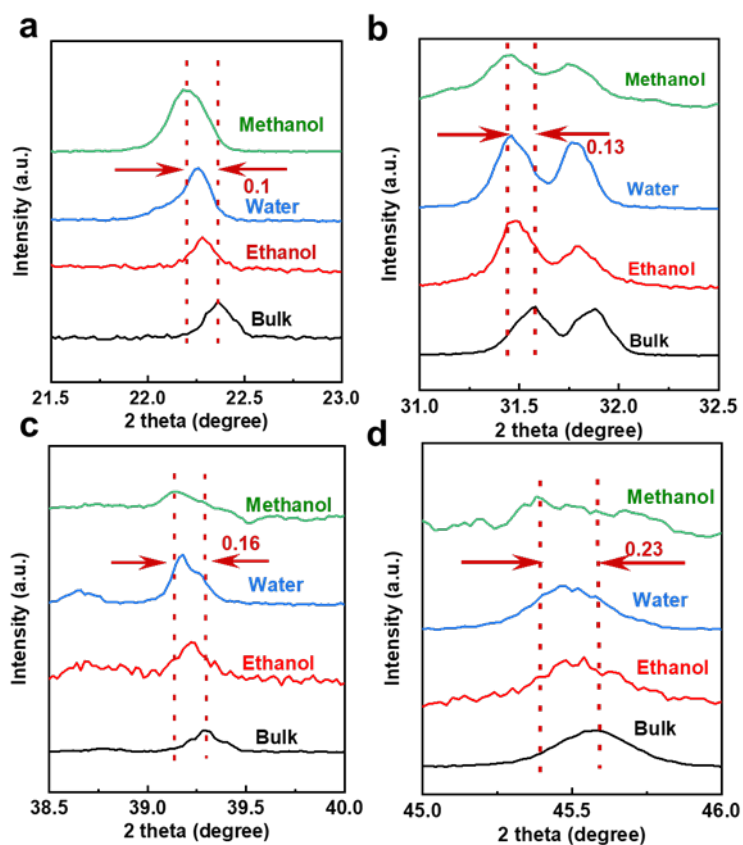 a
Intensity (a.u.)
Methanol
0.1
Water
Ethanol
Bulk
21.5 22.0 22.5 23.0
2 theta (degree)
b
Intensity (a.u.)
Methanol
0.13
Water
Ethanol
Bulk
31.0 31.5 32.0 32.5
2 theta (degree)
c
Intensity (a.u.)
Methanol
0.16
Water
Ethanol
Bulk
38.5 39.0 39.5 40.0
2 theta (degree)
d
Intensity (a.u.)
Methanol
0.23
Water
Ethanol
Bulk
45.0 45.5 46.0
2 theta (degree)